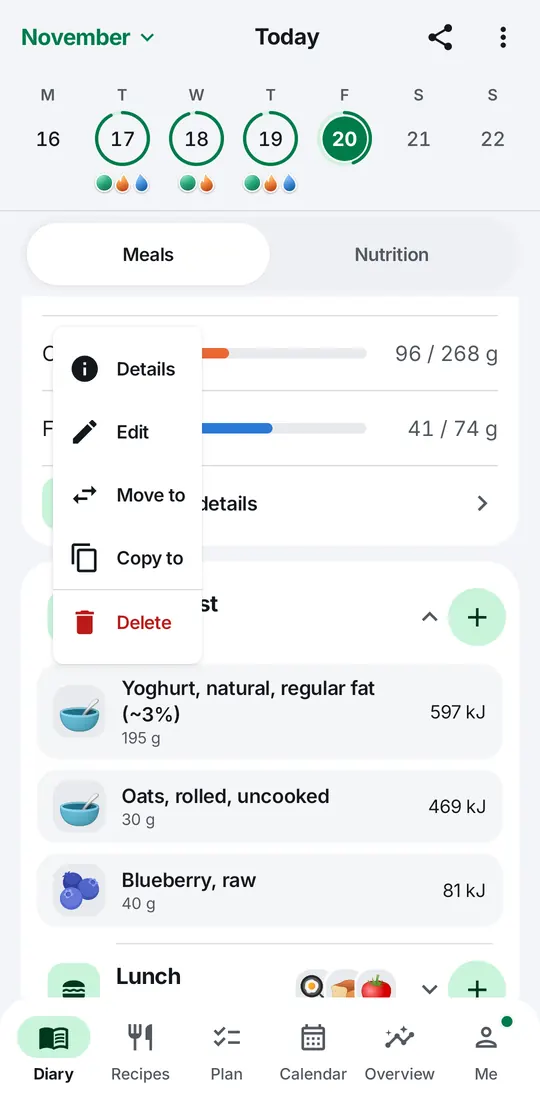 November
Today
M T W T F S S
16 17 18 19 20 21 22
Meals
Nutrition
96 / 268 g
Details
41 / 74 g
Edit
Move to
details
Copy to
Delete
Yoghurt, natural, regular fat
(~3%)
195 g
597 kJ
Oats, rolled, uncooked
30 g
469 kJ
Blueberry, raw
40 g
81 kJ
Lunch
Diary
Recipes
Plan
Calendar
Overview
Me